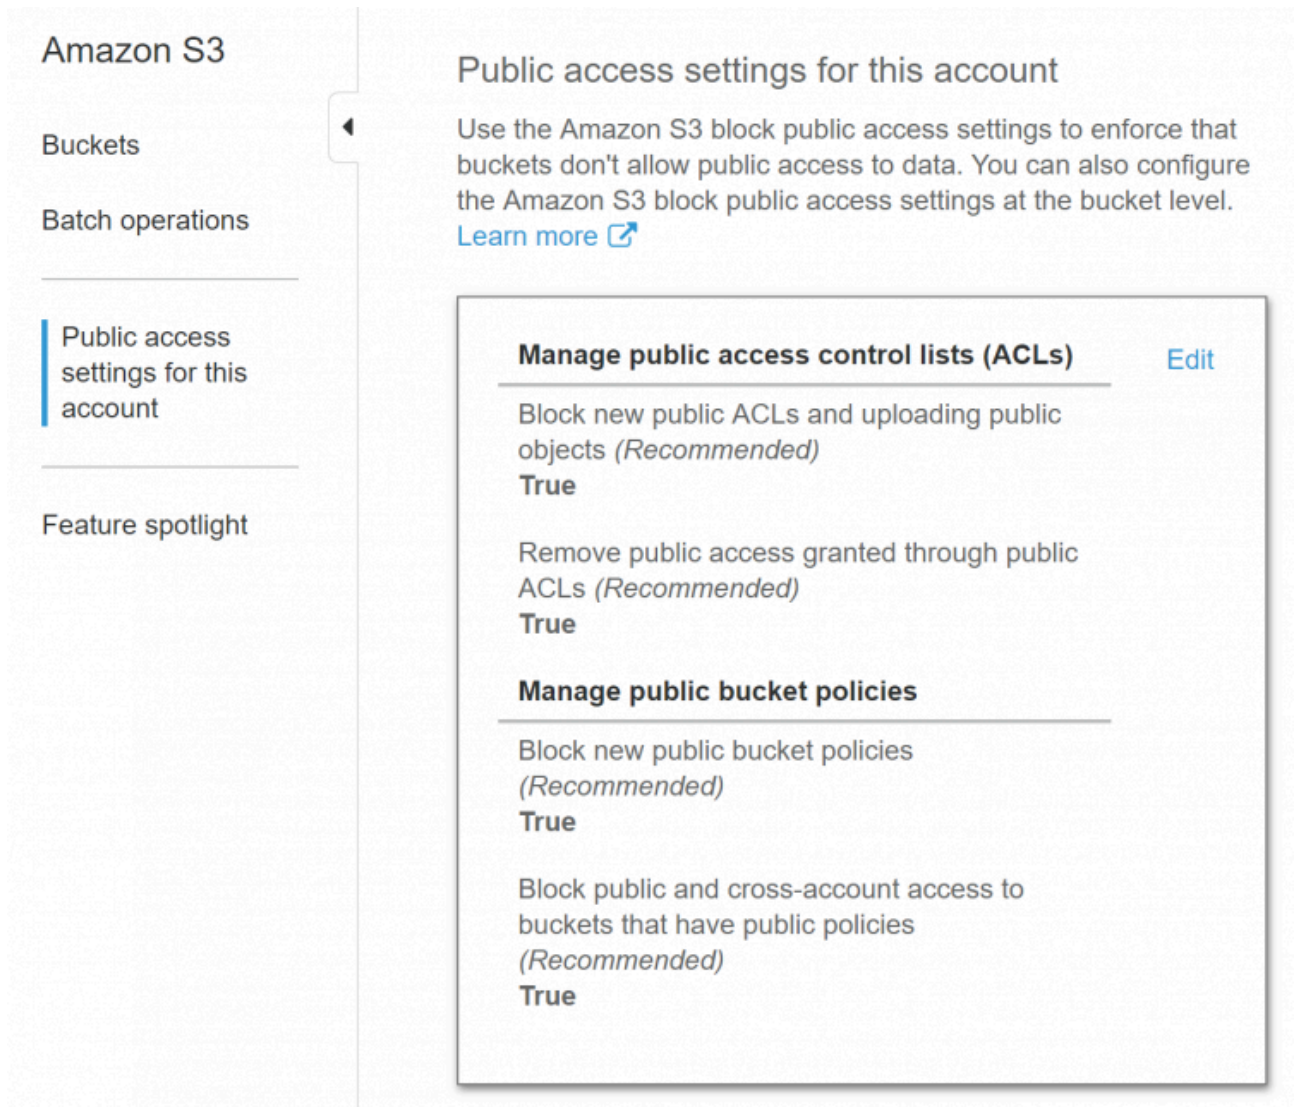 Amazon S3
Buckets
Batch operations
Public access
settings for this
account
Feature spotlight
Public access settings for this account
Use the Amazon S3 block public access settings to enforce that
buckets don't allow public access to data. You can also configure
the Amazon S3 block public access settings at the bucket level.
Learn more
Manage public access control lists (ACLs)
Edit
Block new public ACLs and uploading public
objects (Recommended)
True
Remove public access granted through public
ACLs (Recommended)
True
Manage public bucket policies
Block new public bucket policies
(Recommended)
True
Block public and cross-account access to
buckets that have public policies
(Recommended)
True